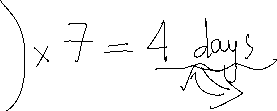 ) × 7 = 4 days